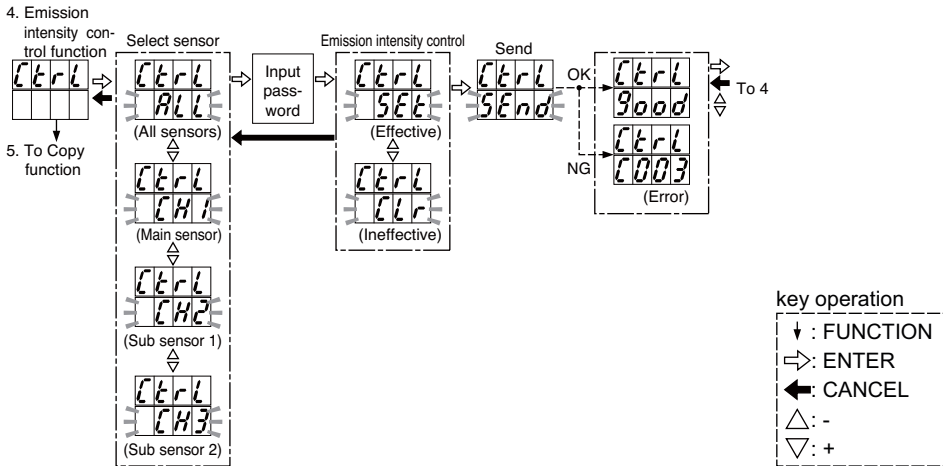 4. Emission
intensity con-
trol function
CtrL
5. To Copy
function
Select sensor
CtrL
ALL
(All sensors)
CtrL
CH1
(Main sensor)
CtrL
CH2
(Sub sensor 1)
CtrL
CH3
(Sub sensor 2)
Input
pass-
word
Emission intensity control
CtrL
SEt
(Effective)
CtrL
CLr
(Ineffective)
Send
CtrL
SEnd
OK
NG
CtrL
good
CtrL
C003
(Error)
To 4
key operation
: FUNCTION
: ENTER
: CANCEL
: -
: +